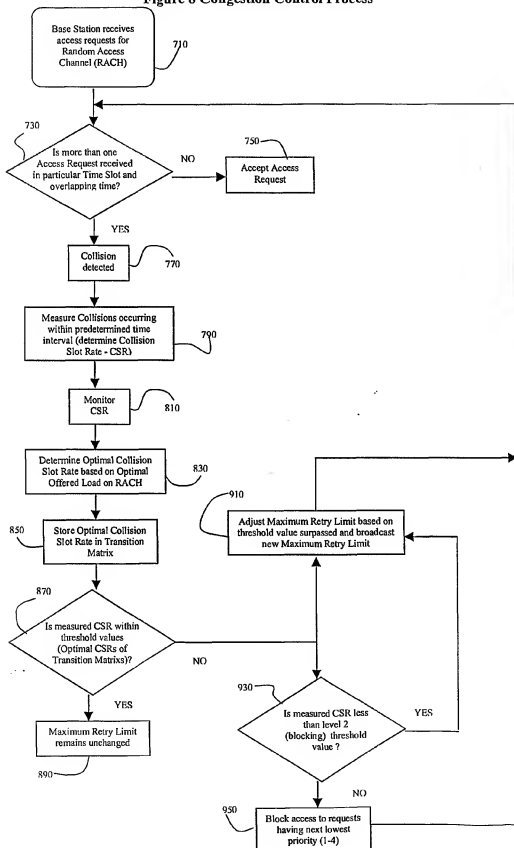 Figure 8 Congestion Control Process
Base Station receives
access requests for
Random Access
Channel (RACH)
710
730
Is more than one
Access Request received
in particular Time Slot and
overlapping time?
NO
750
Accept Access
Request
YES
Collision
detected
770
Measure Collisions occurring
within predetermined time
interval (determine Collision
Slot Rate - CSR)
790
Monitor
CSR
810
Determine Optimal Collision
Slot Rate based on Optimal
Offered Load on RACH
830
850
Store Optimal Collision
Slot Rate in Transition
Matrix
910
Adjust Maximum Retry Limit based on
threshold value surpassed and broadcast
new Maximum Retry Limit
870
Is measured CSR within
threshold values
(Optimal CSRs of
Transition Matrixs)?
NO
YES
Maximum Retry Limit
remains unchanged
890
930
Is measured CSR less
than level 2
(blocking) threshold
value ?
YES
NO
950
Block access to requests
having next lowest
priority (1-4)